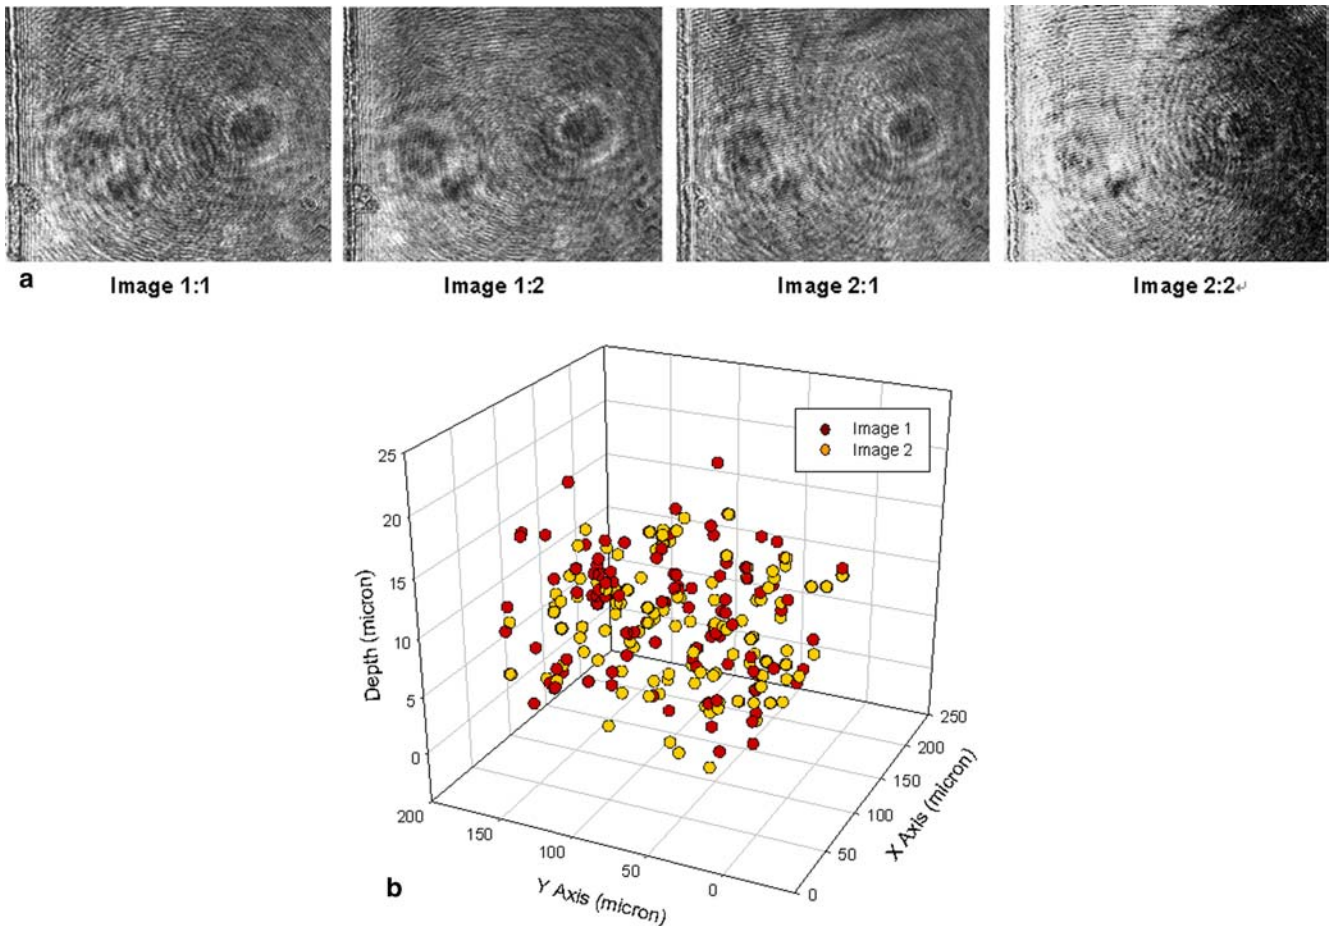 a
Image 1:1
Image 1:2
Image 2:1
Image 2:2↵
Image 1
Image 2
25
20
15
10
5
0
Depth (micron)
200
150
100
50
0
Y Axis (micron)
0
50
100
150
200
250
X Axis (micron)
b